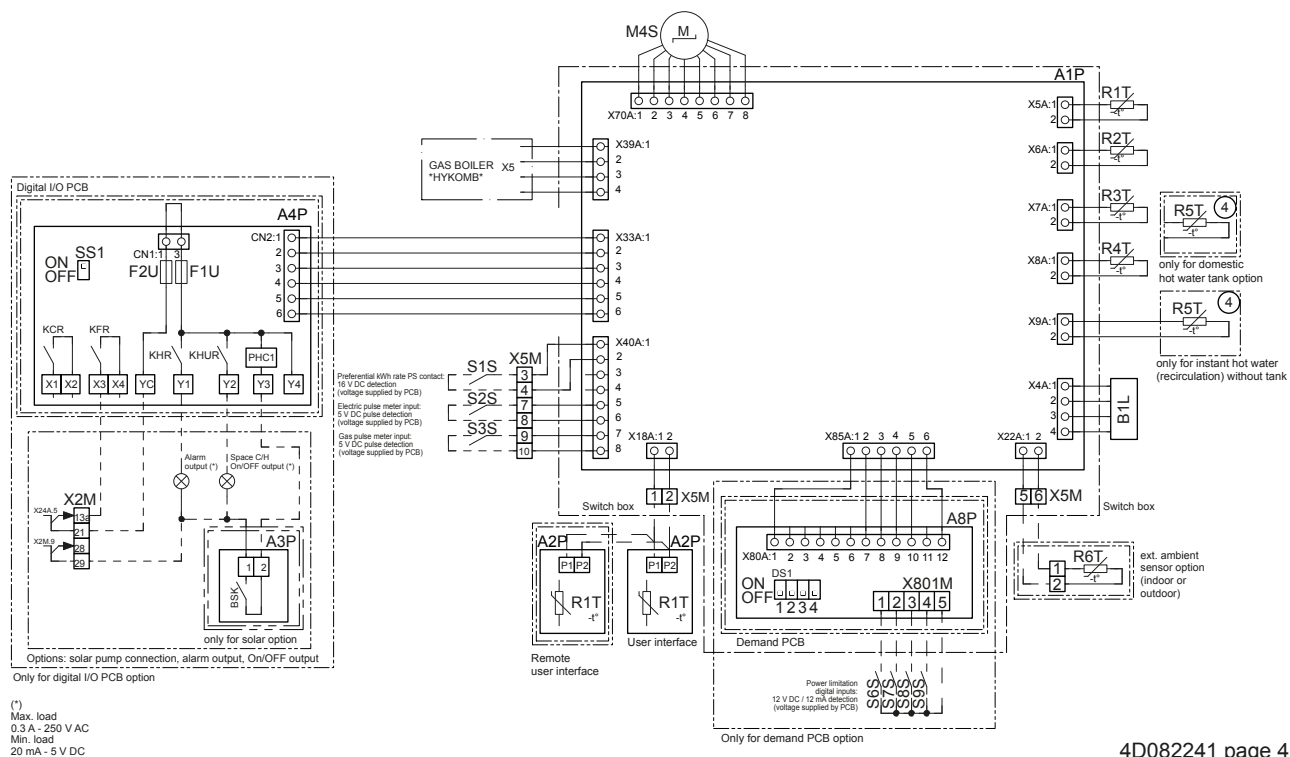 M4S
M
A1P
X70A:1 2 3 4 5 6 7 8
X5A:1
2
R1T
-t°
X6A:1
2
R2T
-t°
X7A:1
2
R3T
-t°
X8A:1
2
R4T
-t°
R5T
-t°
4
only for domestic
hot water tank option
X9A:1
2
R5T
-t°
4
only for instant hot water
(recirculation) without tank
X4A:1
2
3
4
B1L
GAS BOILER
*HYKOMB*
X5
X39A:1
2
3
4
Digital I/O PCB
A4P
ON
OFF
SS1
CN1:1 3
F2U
F1U
CN2:1
2
3
4
5
6
X33A:1
2
3
4
5
6
KCR
KFR
KHR
KHUR
PHC1
X1 X2 X3 X4 YC Y1 Y2 Y3 Y4
Preferential kWh rate PS contact:
16 V DC detection
(voltage supplied by PCB)
Electric pulse meter input:
5 V DC pulse detection
(voltage supplied by PCB)
Gas pulse meter input:
5 V DC pulse detection
(voltage supplied by PCB)
S1S
S2S
S3S
X5M
3
4
7
8
9
10
X40A:1
2
3
4
5
6
7
8
X18A:1 2
X85A:1 2 3 4 5 6
X22A:1 2
1 2 X5M
5 6 X5M
Switch box
Switch box
Alarm
output (*)
Space C/H
On/OFF output (*)
X2M
X24A.5
X2M.9
13a
21
28
29
A3P
1 2
BSK
only for solar option
Options: solar pump connection, alarm output, On/OFF output
Only for digital I/O PCB option
A2P
P1 P2
R1T
-t°
Remote
user interface
A2P
P1 P2
R1T
-t°
User interface
A8P
X80A:1 2 3 4 5 6 7 8 9 10 11 12
DS1
ON
OFF
1 2 3 4
X801M
1 2 3 4 5
Demand PCB
Power limitation
digital inputs:
12 V DC / 12 mA detection
(voltage supplied by PCB)
S6S
S7S
S8S
S9S
Only for demand PCB option
1
2
R6T
-t°
ext. ambient
sensor option
(indoor or
outdoor)
(*)
Max. load
0.3 A - 250 V AC
Min. load
20 mA - 5 V DC
4D082241 page 4